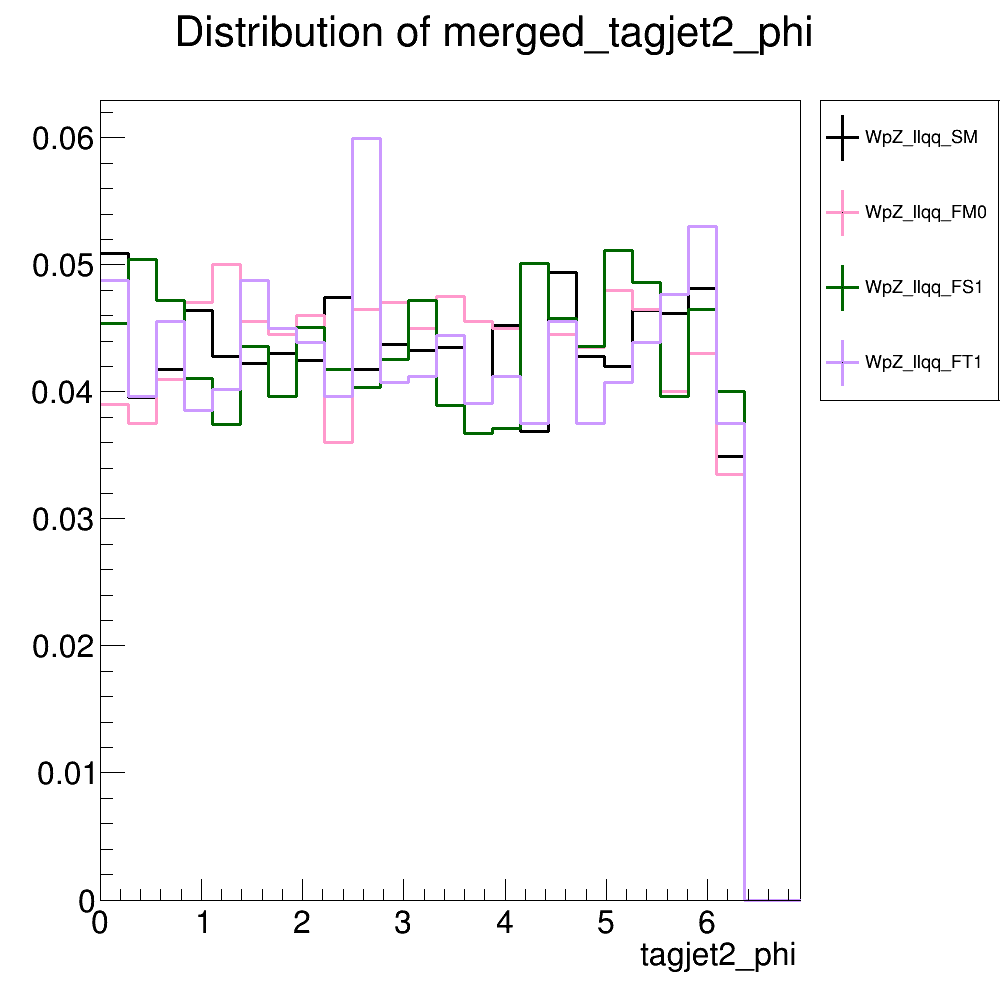 Distribution of merged_tagjet2_phi
0.06
0.05
0.04
0.03
0.02
0.01
0
0 1 2 3 4 5 6
tagjet2_phi
WpZ_llqq_SM
WpZ_llqq_FM0
WpZ_llqq_FS1
WpZ_llqq_FT1